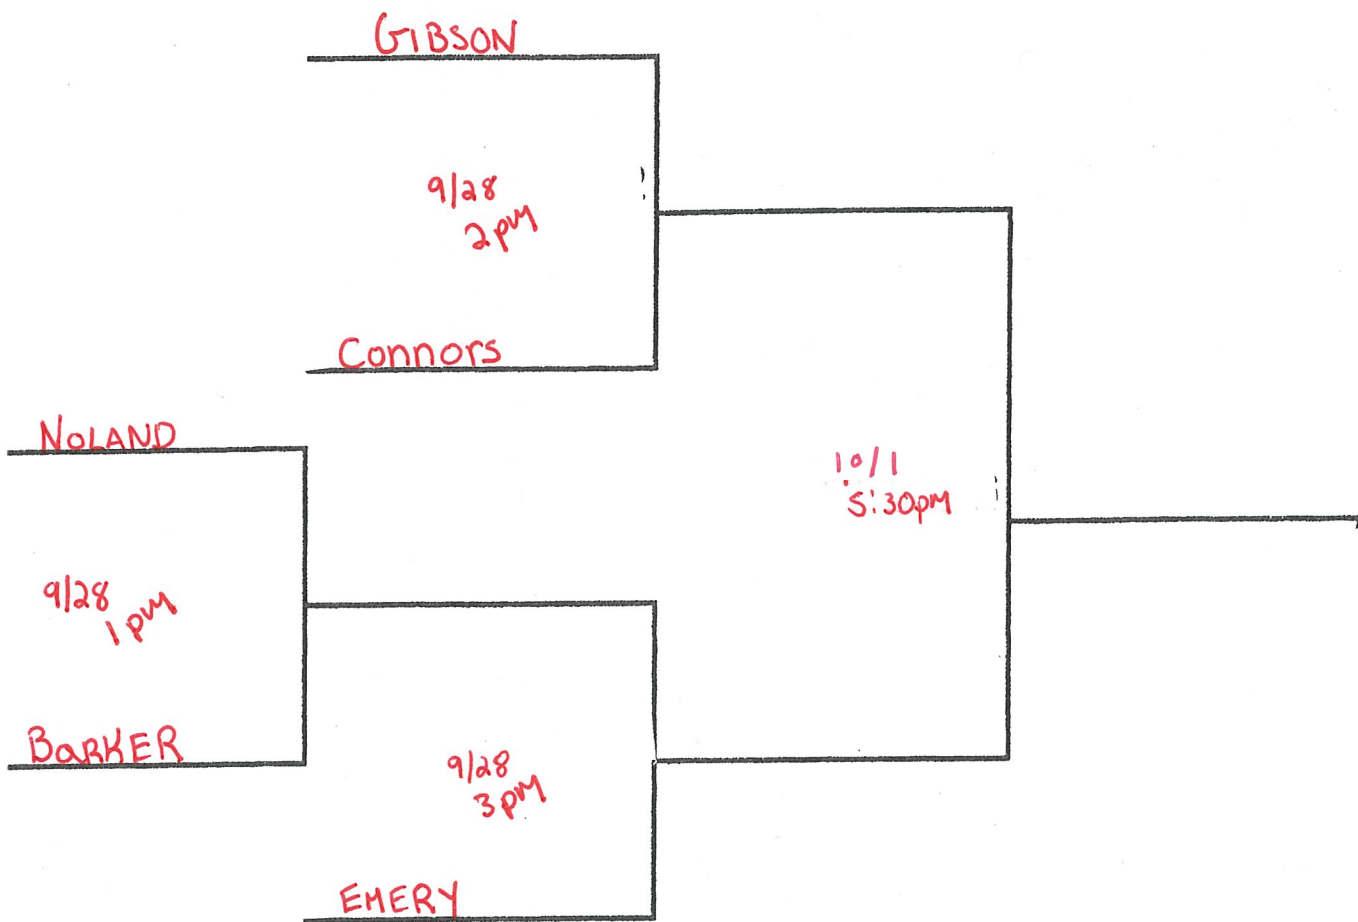 GIBSON
9/28
2pm
Connors
NOLAND
10/1
5:30pm
9/28
1pm
BARKER
9/28
3pm
EMERY